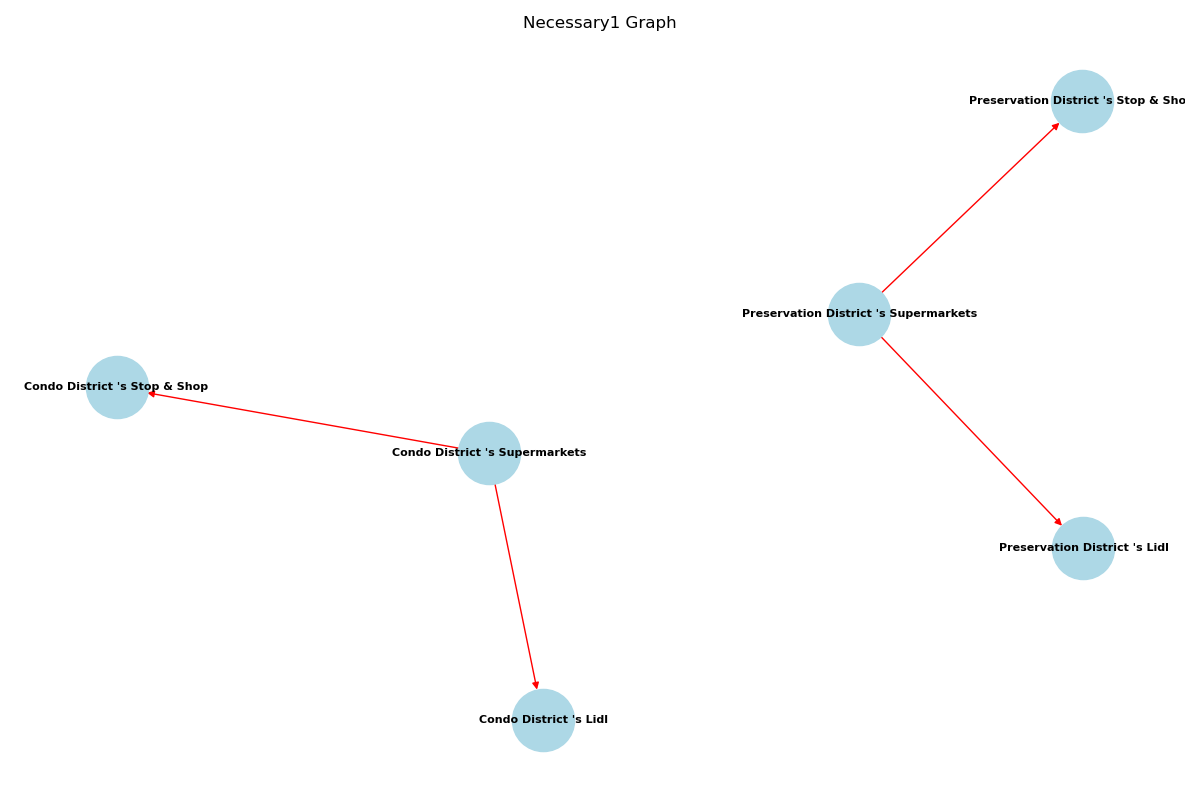 Necessary1 Graph
Preservation District 's Stop & Sho
Preservation District 's Supermarkets
Condo District 's Stop & Shop
Condo District 's Supermarkets
Preservation District 's Lidl
Condo District 's Lidl